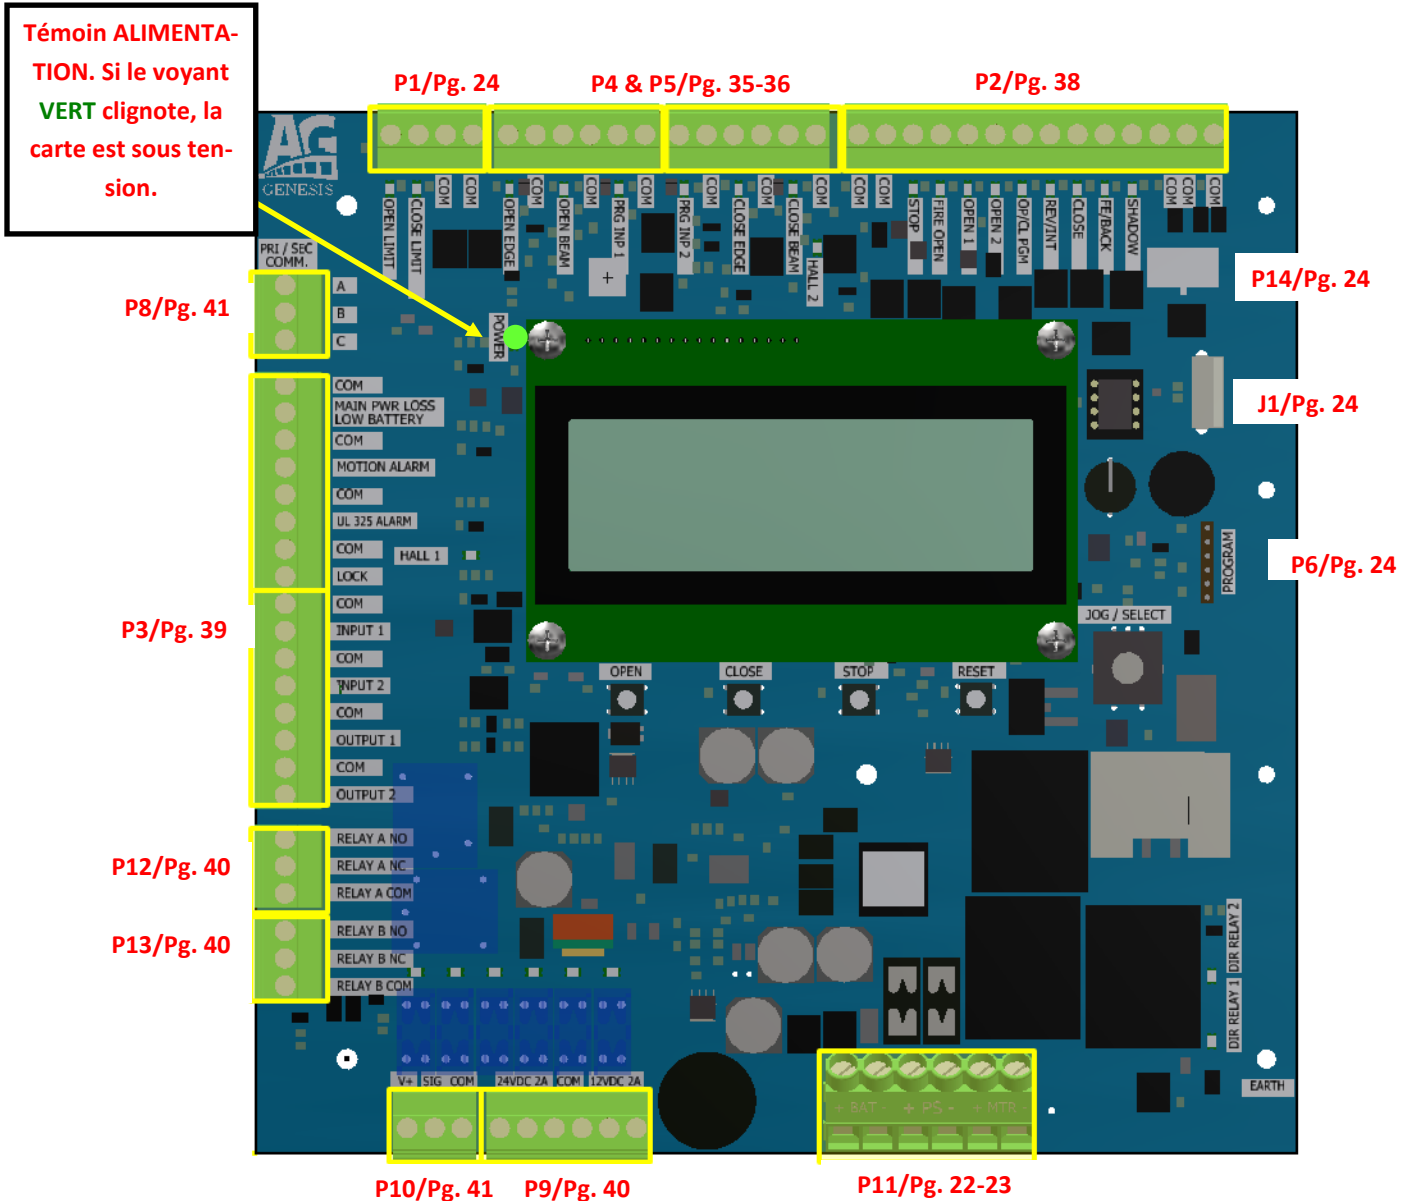 Témoin ALIMENTA-
TION. Si le voyant
VERT clignote, la
carte est sous ten-
sion.
P1/Pg. 24
P4 & P5/Pg. 35-36
P2/Pg. 38
AG
GENESIS
OPEN LIMIT
CLOSE LIMIT
COM
COM
OPEN EDGE
COM
OPEN BEAM
COM
PRG INP 1
COM
PRG INP 2
COM
CLOSE EDGE
COM
CLOSE BEAM
COM
HALL 2
COM
COM
STOP
FIRE OPEN
OPEN 1
OPEN 2
OP/CL PGM
REV/INT
CLOSE
FE/BACK
SHADOW
COM
COM
COM
PRI / SEC
COMM.
A
B
C
P8/Pg. 41
POWER
P14/Pg. 24
J1/Pg. 24
P6/Pg. 24
PROGRAM
COM
MAIN PWR LOSS
LOW BATTERY
COM
MOTION ALARM
COM
UL 325 ALARM
COM
HALL 1
LOCK
COM
P3/Pg. 39
INPUT 1
COM
INPUT 2
COM
OUTPUT 1
COM
OUTPUT 2
JOG / SELECT
OPEN
CLOSE
STOP
RESET
P12/Pg. 40
RELAY A NO
RELAY A NC
RELAY A COM
P13/Pg. 40
RELAY B NO
RELAY B NC
RELAY B COM
DIR RELAY 1
DIR RELAY 2
EARTH
V+
SIG
COM
24VDC 2A
COM
12VDC 2A
+ BAT -
+ PS -
+ MTR -
P10/Pg. 41
P9/Pg. 40
P11/Pg. 22-23